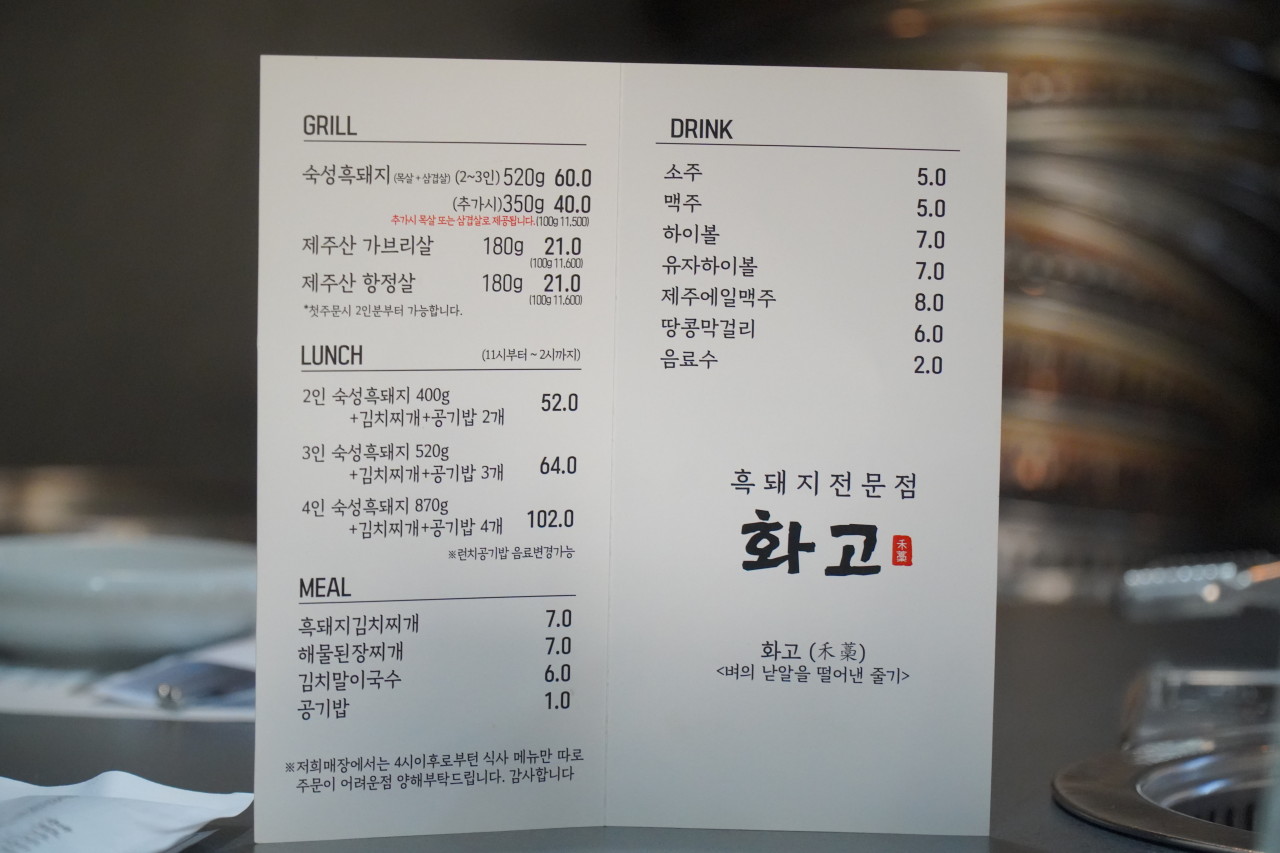 GRILL
숙성흑돼지 (목살+삼겹살) (2~3인) 520g 60.0
(추가시)350g 40.0
추가시 목살 또는 삼겹살로 제공됩니다.(100g 11,500)
제주산 가브리살 180g 21.0
(100g 11,600)
제주산 항정살 180g 21.0
(100g 11,600)
*첫주문시 2인분부터 가능합니다.
LUNCH (11시부터 ~ 2시까지)
2인 숙성흑돼지 400g
+김치찌개+공기밥 2개 52.0
3인 숙성흑돼지 520g
+김치찌개+공기밥 3개 64.0
4인 숙성흑돼지 870g
+김치찌개+공기밥 4개 102.0
※런치공기밥 음료변경가능
MEAL
흑돼지김치찌개 7.0
해물된장찌개 7.0
김치말이국수 6.0
공기밥 1.0
※저희매장에서는 4시이후로부턴 식사 메뉴만 따로
주문이 어려운점 양해부탁드립니다. 감사합니다
DRINK
소주 5.0
맥주 5.0
하이볼 7.0
유자하이볼 7.0
제주에일맥주 8.0
땅콩막걸리 6.0
음료수 2.0
흑돼지전문점
화고 禾藁
화고 (禾藁)
<벼의 낟알을 떨어낸 줄기>